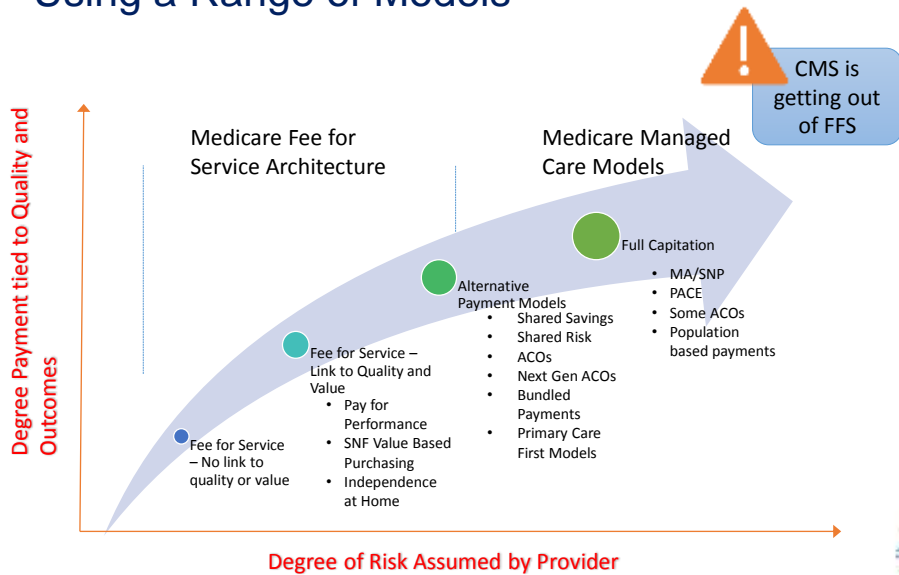 Using a Range of Models
CMS is
getting out
of FFS
Degree Payment tied to Quality and
Outcomes
Medicare Fee for
Service Architecture
Medicare Managed
Care Models
Fee for Service
– No link to
quality or value
Fee for Service –
Link to Quality and
Value
• Pay for
Performance
• SNF Value Based
Purchasing
• Independence
at Home
Alternative
Payment Models
• Shared Savings
• Shared Risk
• ACOs
• Next Gen ACOs
• Bundled
Payments
• Primary Care
First Models
Full Capitation
• MA/SNP
• PACE
• Some ACOs
• Population
based payments
Degree of Risk Assumed by Provider